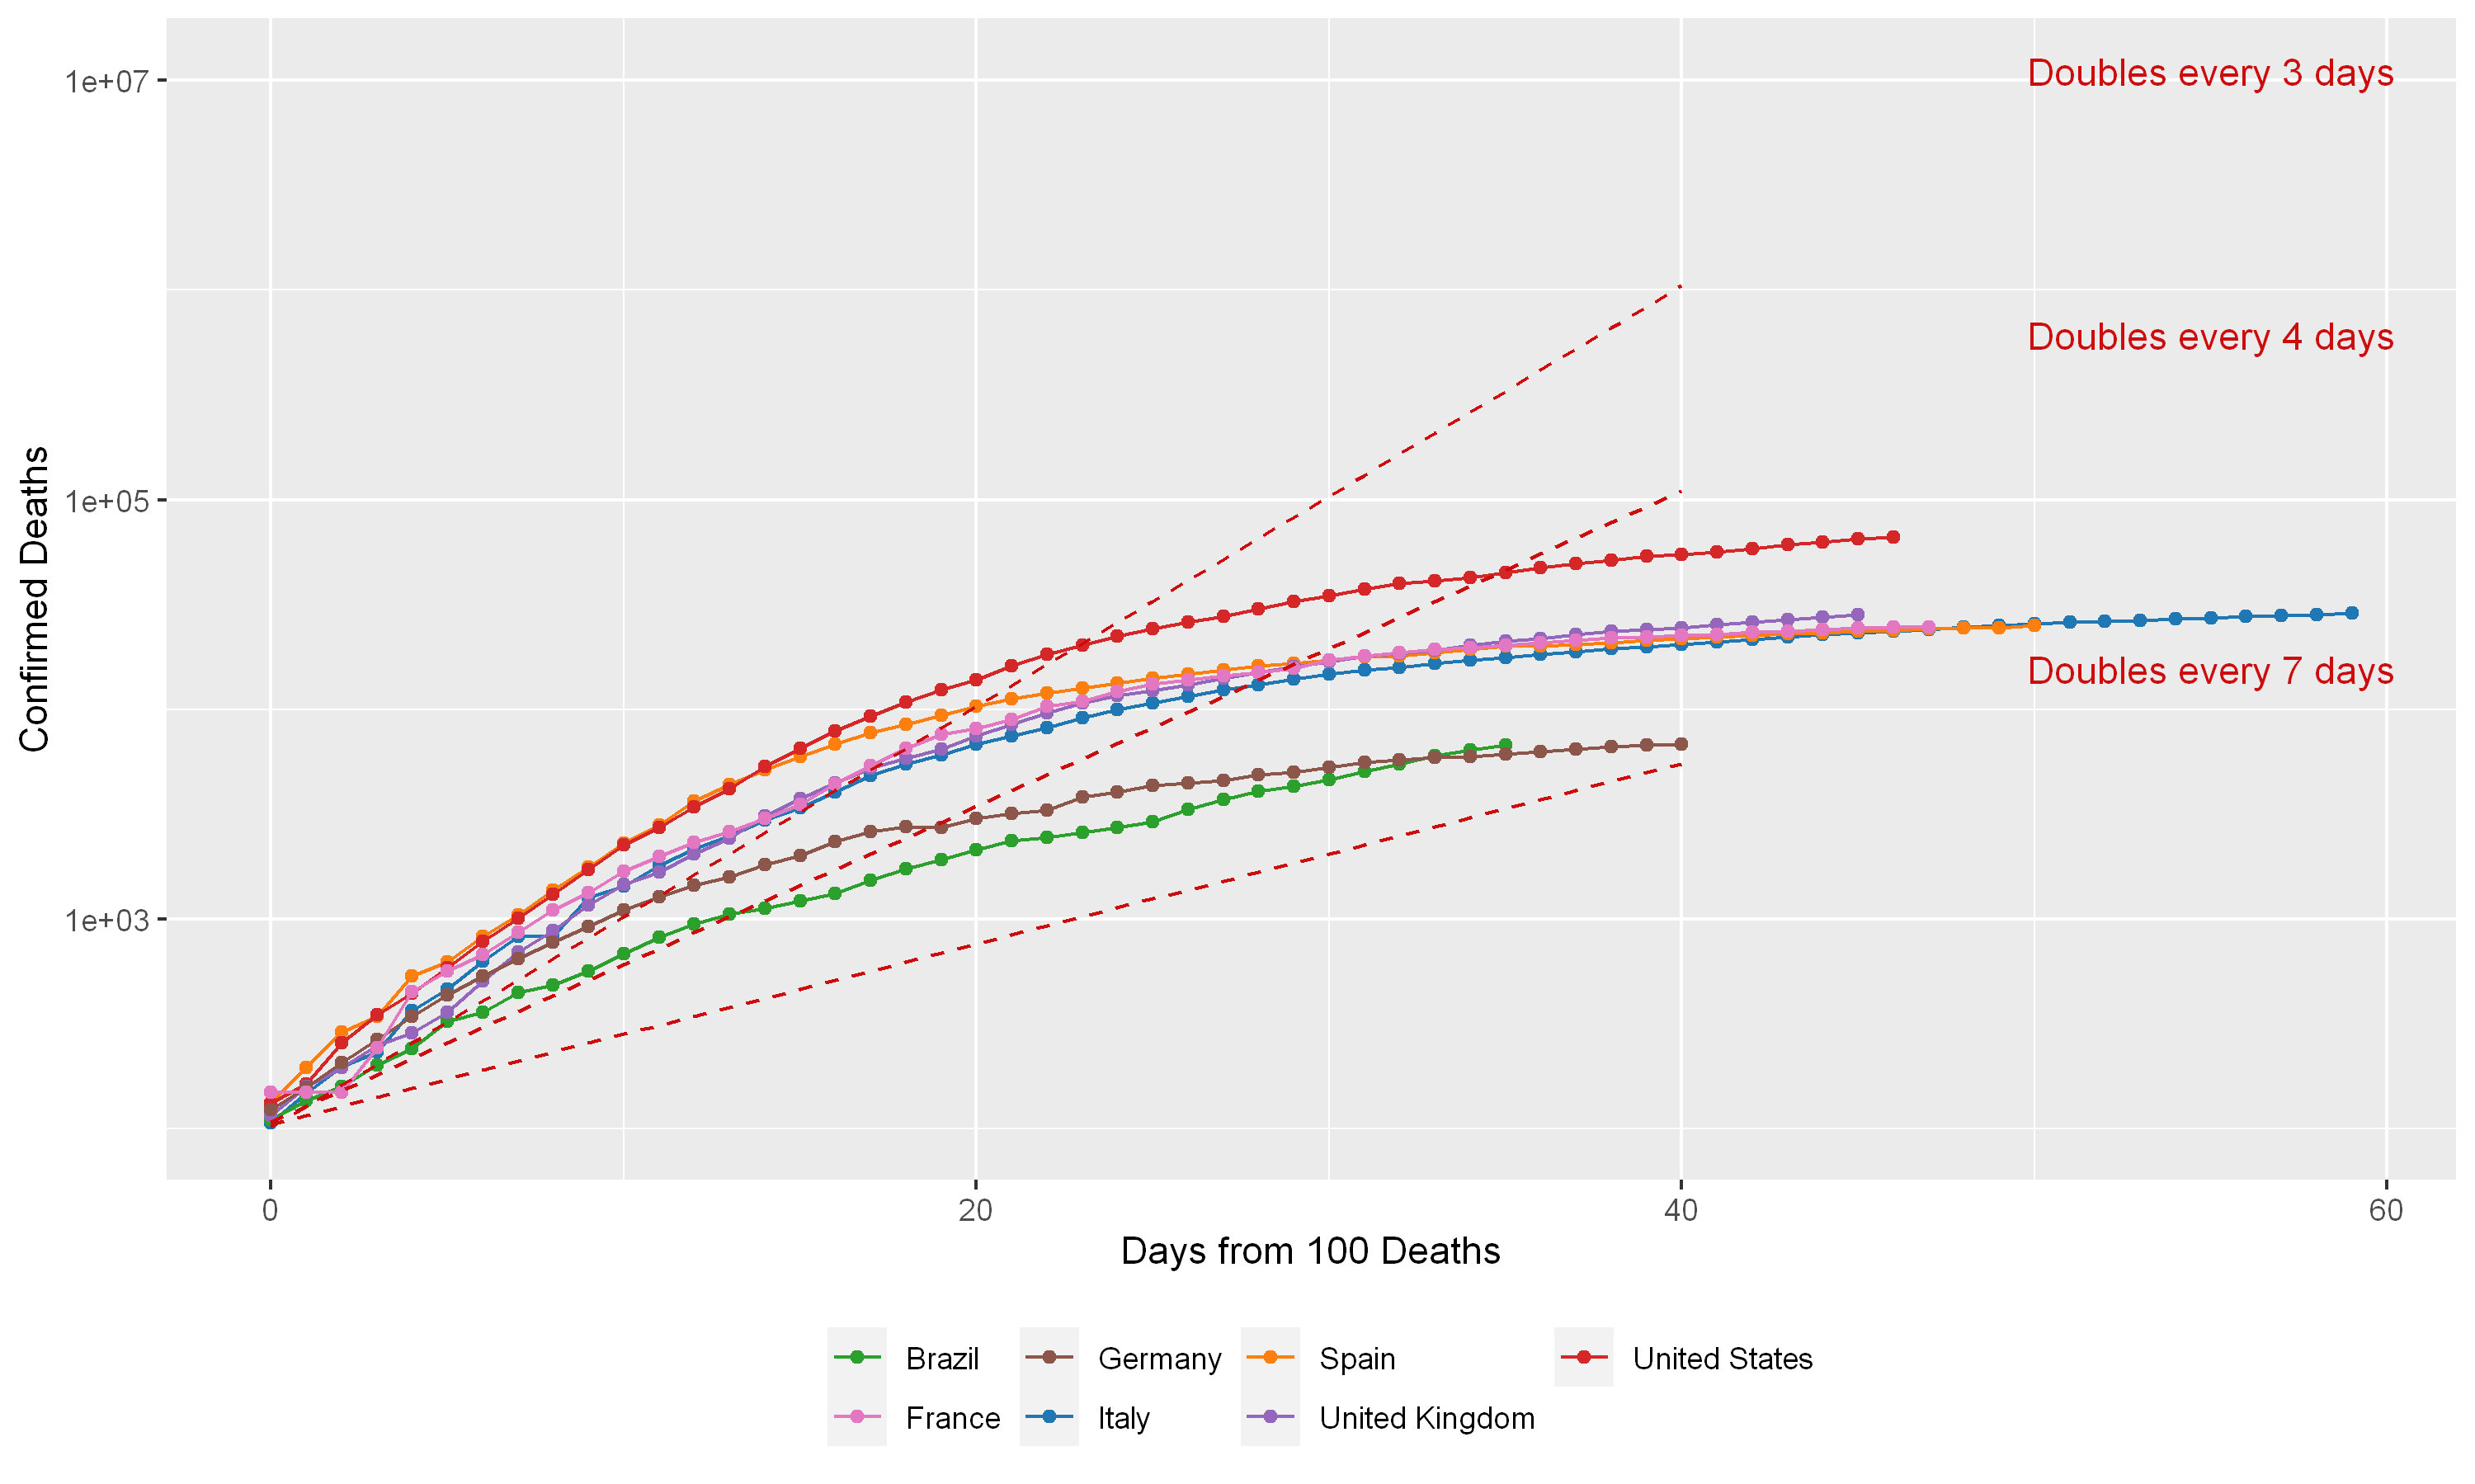 1e+07
Doubles every 3 days
Doubles every 4 days
1e+05
Confirmed Deaths
Doubles every 7 days
1e+03
0 20 40 60
Days from 100 Deaths
Brazil Germany Spain United States
France Italy United Kingdom